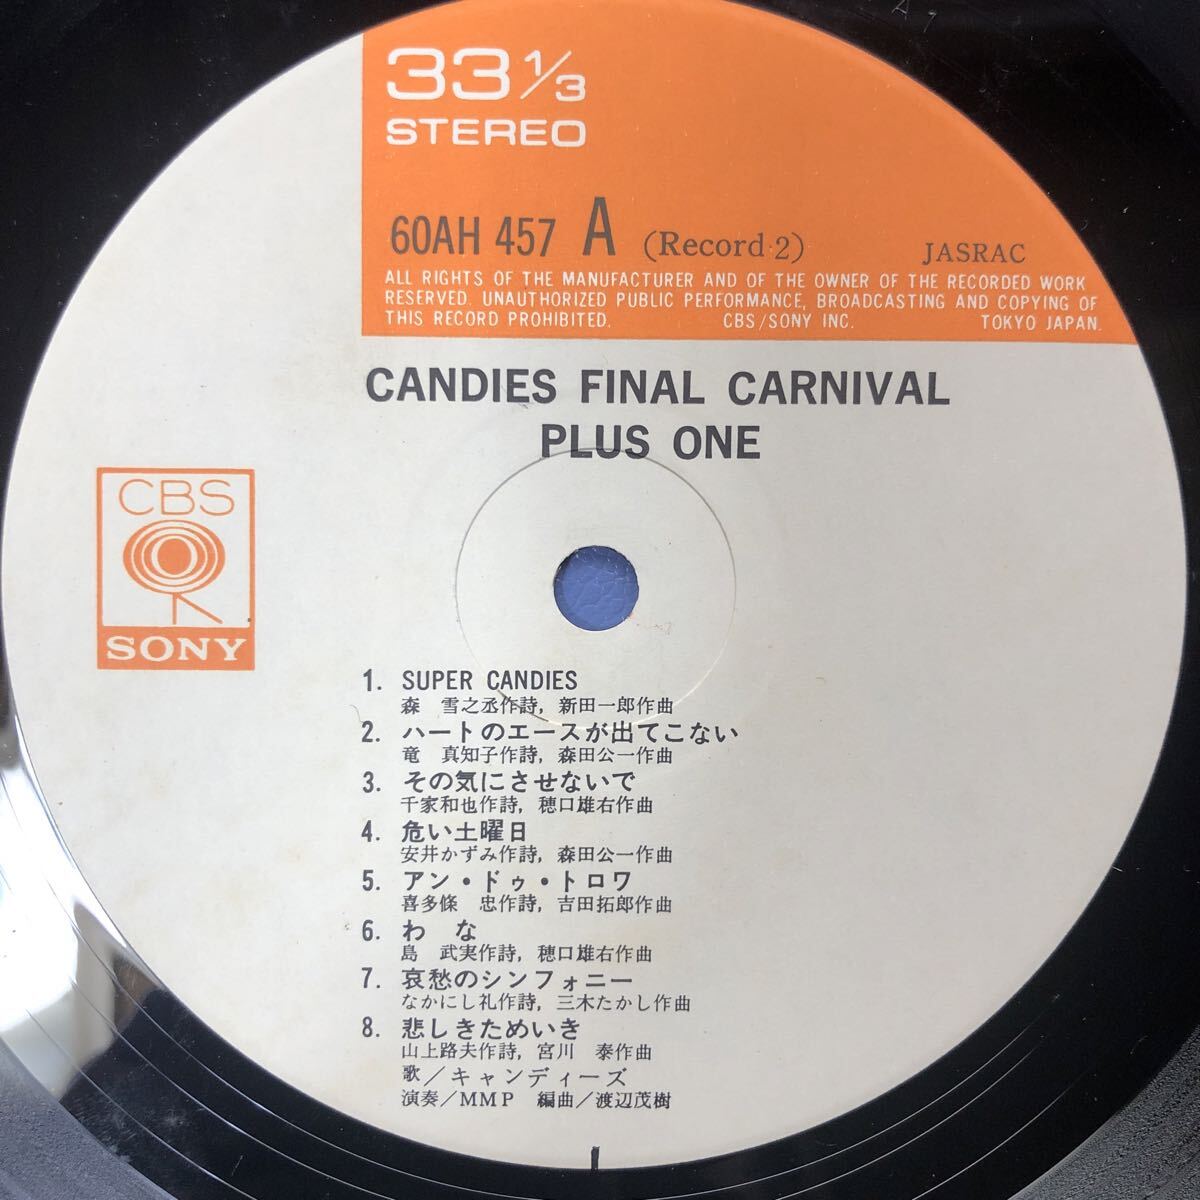 33 1/3
STEREO
60AH 457 A (Record 2) JASRAC
ALL RIGHTS OF THE MANUFACTURER AND OF THE OWNER OF THE RECORDED WORK
RESERVED. UNAUTHORIZED PUBLIC PERFORMANCE, BROADCASTING AND COPYING OF
THIS RECORD PROHIBITED. CBS/SONY INC. TOKYO JAPAN.
CANDIES FINAL CARNIVAL
PLUS ONE
CBS
SONY
1. SUPER CANDIES
森 雪之丞作詩, 新田一郎作曲
2. ハートのエースが出てこない
竜 真知子作詩, 森田公一作曲
3. その気にさせないで
千家和也作詩, 穂口雄右作曲
4. 危い土曜日
安井かずみ作詩, 森田公一作曲
5. アン・ドゥ・トロワ
喜多條 忠作詩, 吉田拓郎作曲
6. わ な
島 武実作詩, 穂口雄右作曲
7. 哀愁のシンフォニー
なかにし礼作詩, 三木たかし作曲
8. 悲しきためいき
山上路夫作詩, 宮川 泰作曲
歌/キャンディーズ
演奏/MMP 編曲/渡辺茂樹